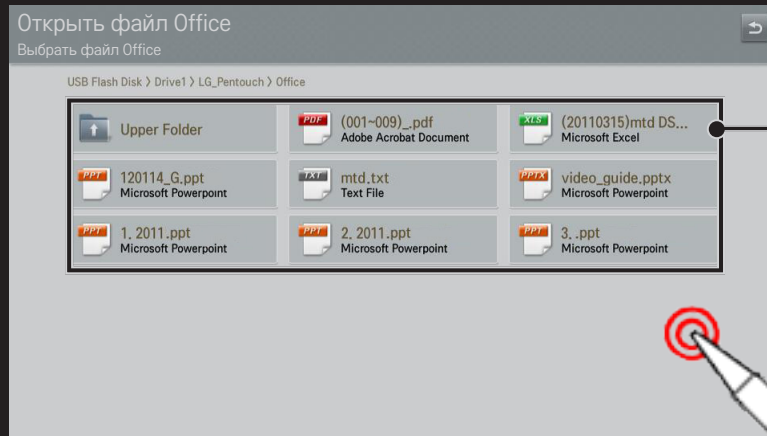 Открыть файл Office
Выбрать файл Office
USB Flash Disk > Drive1 > LG_Pentouch > Office
Upper Folder
PDF (001~009)_.pdf
Adobe Acrobat Document
XLS (20110315)mtd DS...
Microsoft Excel
PPT 120114_G.ppt
Microsoft Powerpoint
TXT mtd.txt
Text File
PPTX video_guide.pptx
Microsoft Powerpoint
PPT 1. 2011.ppt
Microsoft Powerpoint
PPT 2. 2011.ppt
Microsoft Powerpoint
PPT 3. .ppt
Microsoft Powerpoint